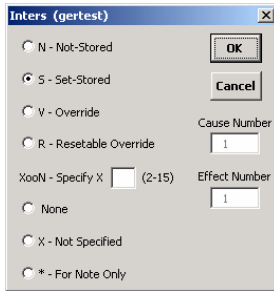 Inters (gertest)
N - Not-Stored
S - Set-Stored
V - Override
R - Resetable Override
XooN - Specify X (2-15)
None
X - Not Specified
* - For Note Only
OK
Cancel
Cause Number
1
Effect Number
1